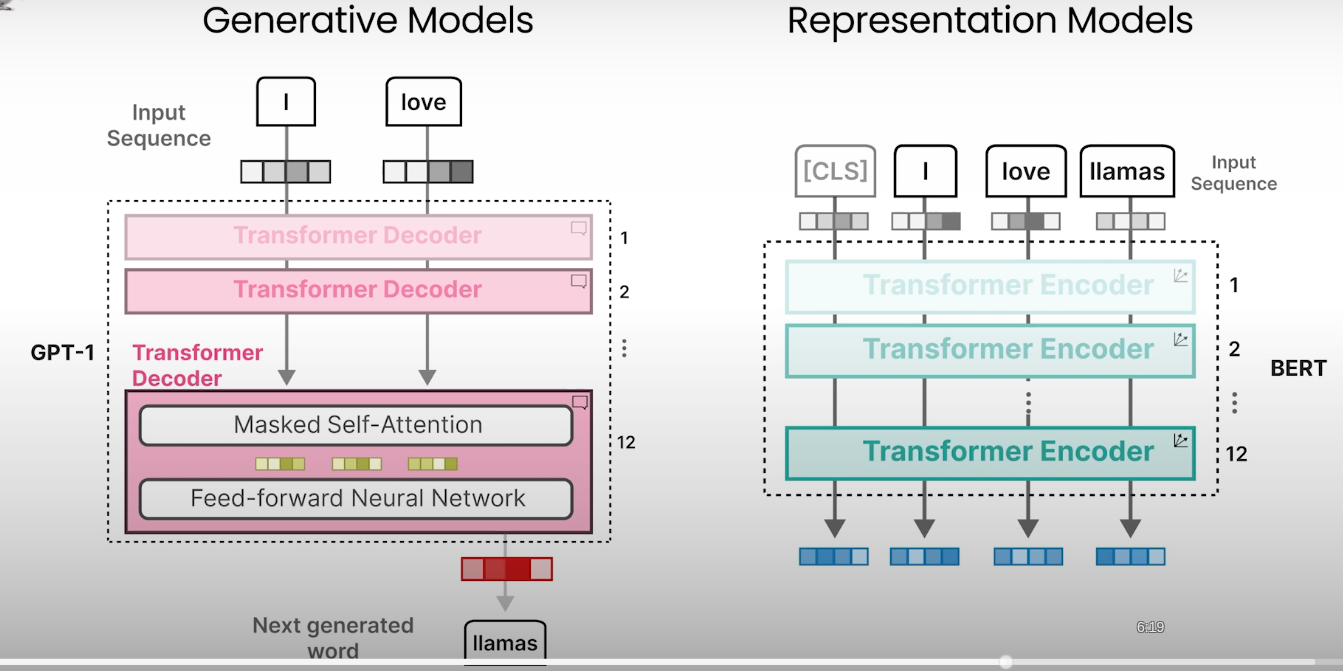 Generative Models
Input
Sequence
I
love
Transformer Decoder
1
Transformer Decoder
2
GPT-1
Transformer
Decoder
Masked Self-Attention
12
Feed-forward Neural Network
Next generated
word
llamas
Representation Models
[CLS]
I
love
llamas
Input
Sequence
Transformer Encoder
1
Transformer Encoder
2
BERT
Transformer Encoder
12
6:19